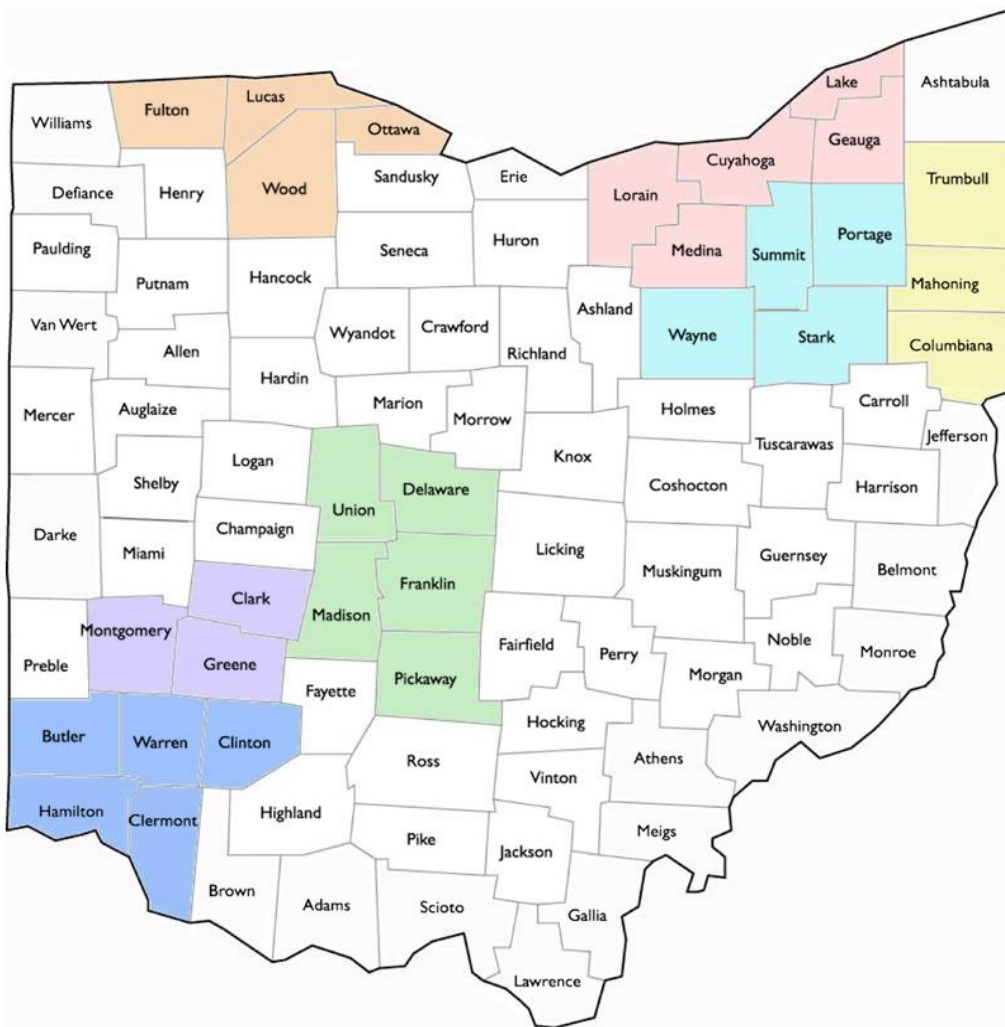 Ashtabula
Lake
Lucas
Fulton
Williams
Ottawa
Geauga
Cuyahoga
Sandusky
Erie
Trumbull
Wood
Defiance
Henry
Lorain
Portage
Huron
Paulding
Seneca
Medina
Summit
Hancock
Putnam
Mahoning
Ashland
Van Wert
Wyandot
Crawford
Wayne
Stark
Columbiana
Allen
Richland
Hardin
Carroll
Marion
Holmes
Auglaize
Mercer
Morrow
Jefferson
Tuscarawas
Knox
Logan
Shelby
Delaware
Coshocton
Harrison
Union
Champaign
Darke
Miami
Licking
Guernsey
Belmont
Muskingum
Franklin
Clark
Madison
Montgomery
Noble
Fairfield
Perry
Monroe
Preble
Greene
Morgan
Pickaway
Fayette
Hocking
Washington
Butler
Warren
Clinton
Athens
Ross
Vinton
Hamilton
Highland
Clermont
Meigs
Pike
Jackson
Brown
Adams
Scioto
Gallia
Lawrence